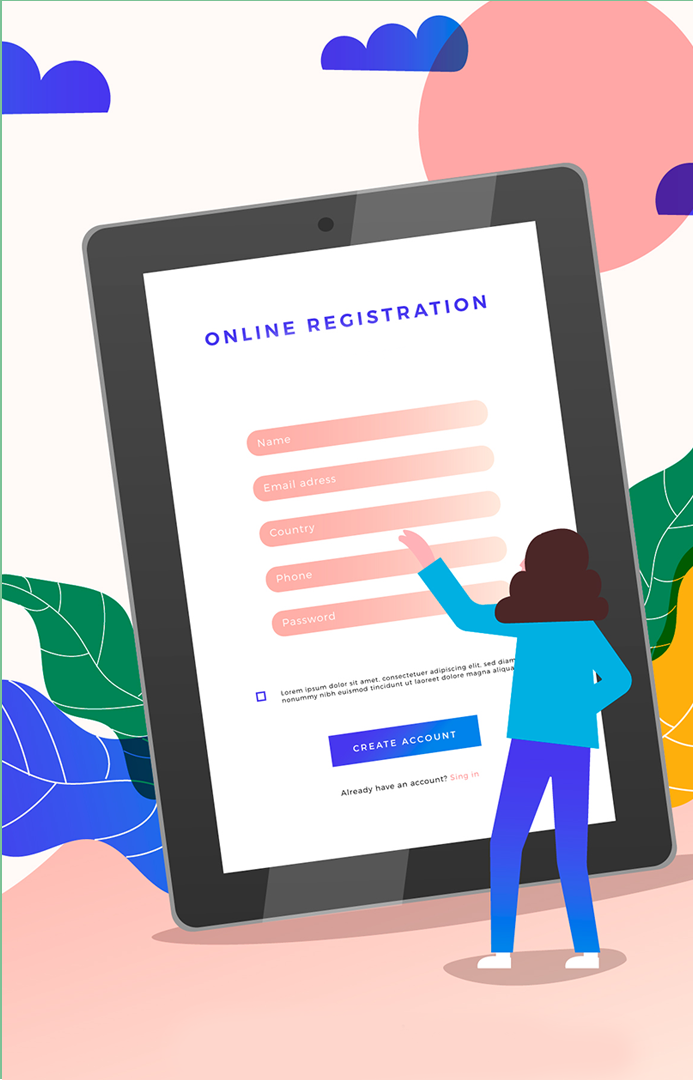 ONLINE REGISTRATION
Name
Email adress
Country
Phone
Password
Lorem ipsum dolor sit amet, consectetuer adipiscing elit, sed diam
nonummy nibh euismod tincidunt ut laoreet dolore magna aliqua
CREATE ACCOUNT
Already have an account? Sing in